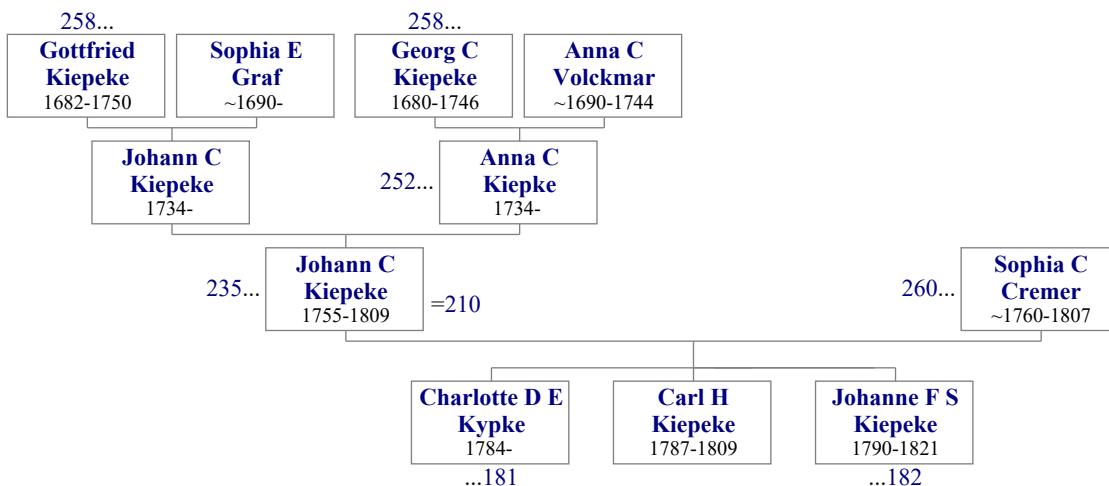 258...
Gottfried
Kiepeke
1682-1750
Sophia E
Graf
~1690-
258...
Georg C
Kiepeke
1680-1746
Anna C
Volckmar
~1690-1744
Johann C
Kiepeke
1734-
252...
Anna C
Kiepke
1734-
235...
Johann C
Kiepeke
1755-1809
=210
260...
Sophia C
Cremer
~1760-1807
Charlotte D E
Kypke
1784-
...181
Carl H
Kiepeke
1787-1809
Johanne F S
Kiepeke
1790-1821
...182